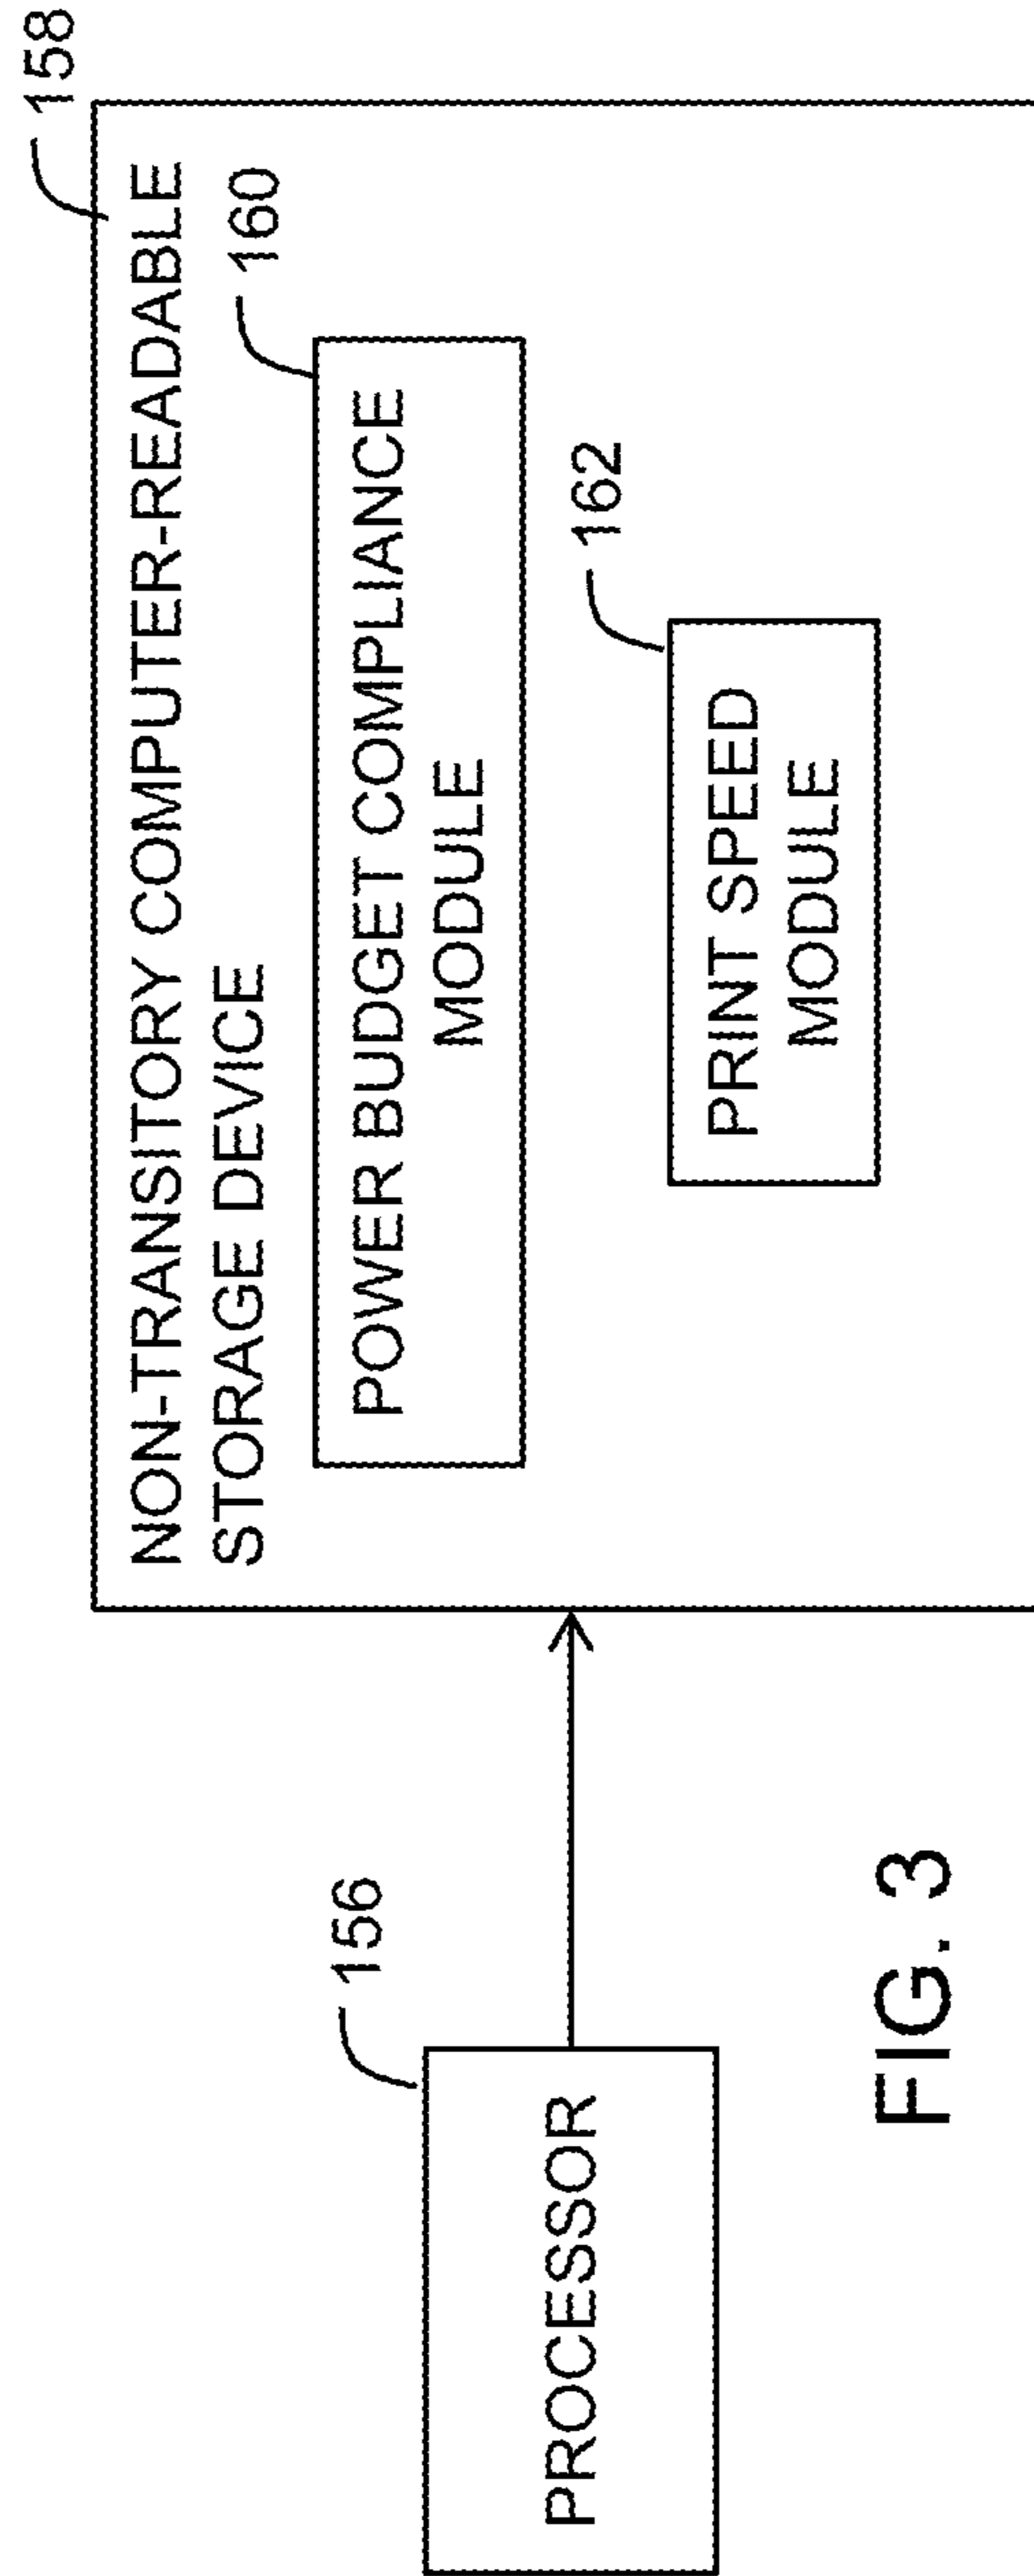 158
NON-TRANSITORY COMPUTER-READABLE
STORAGE DEVICE
160
POWER BUDGET COMPLIANCE
MODULE
156
PROCESSOR
162
PRINT SPEED
MODULE
FIG. 3